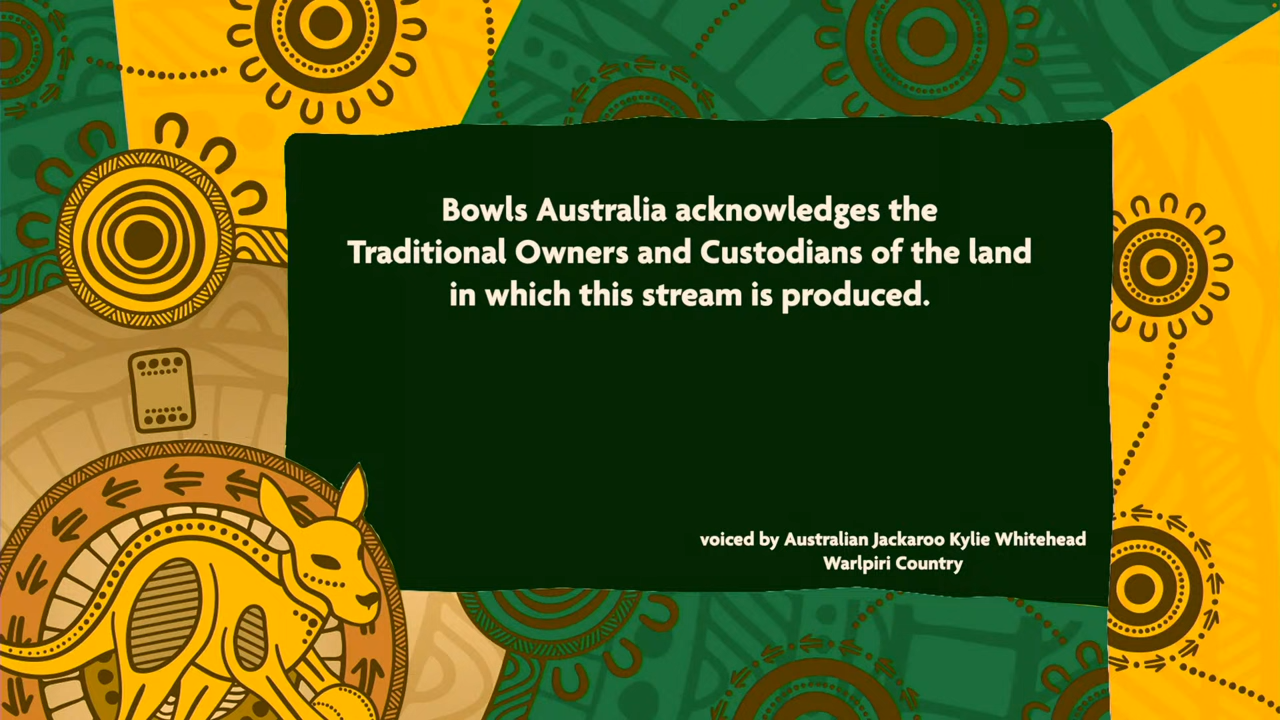 Bowls Australia acknowledges the
Traditional Owners and Custodians of the land
in which this stream is produced.
voiced by Australian Jackaroo Kylie Whitehead
Warlpiri Country